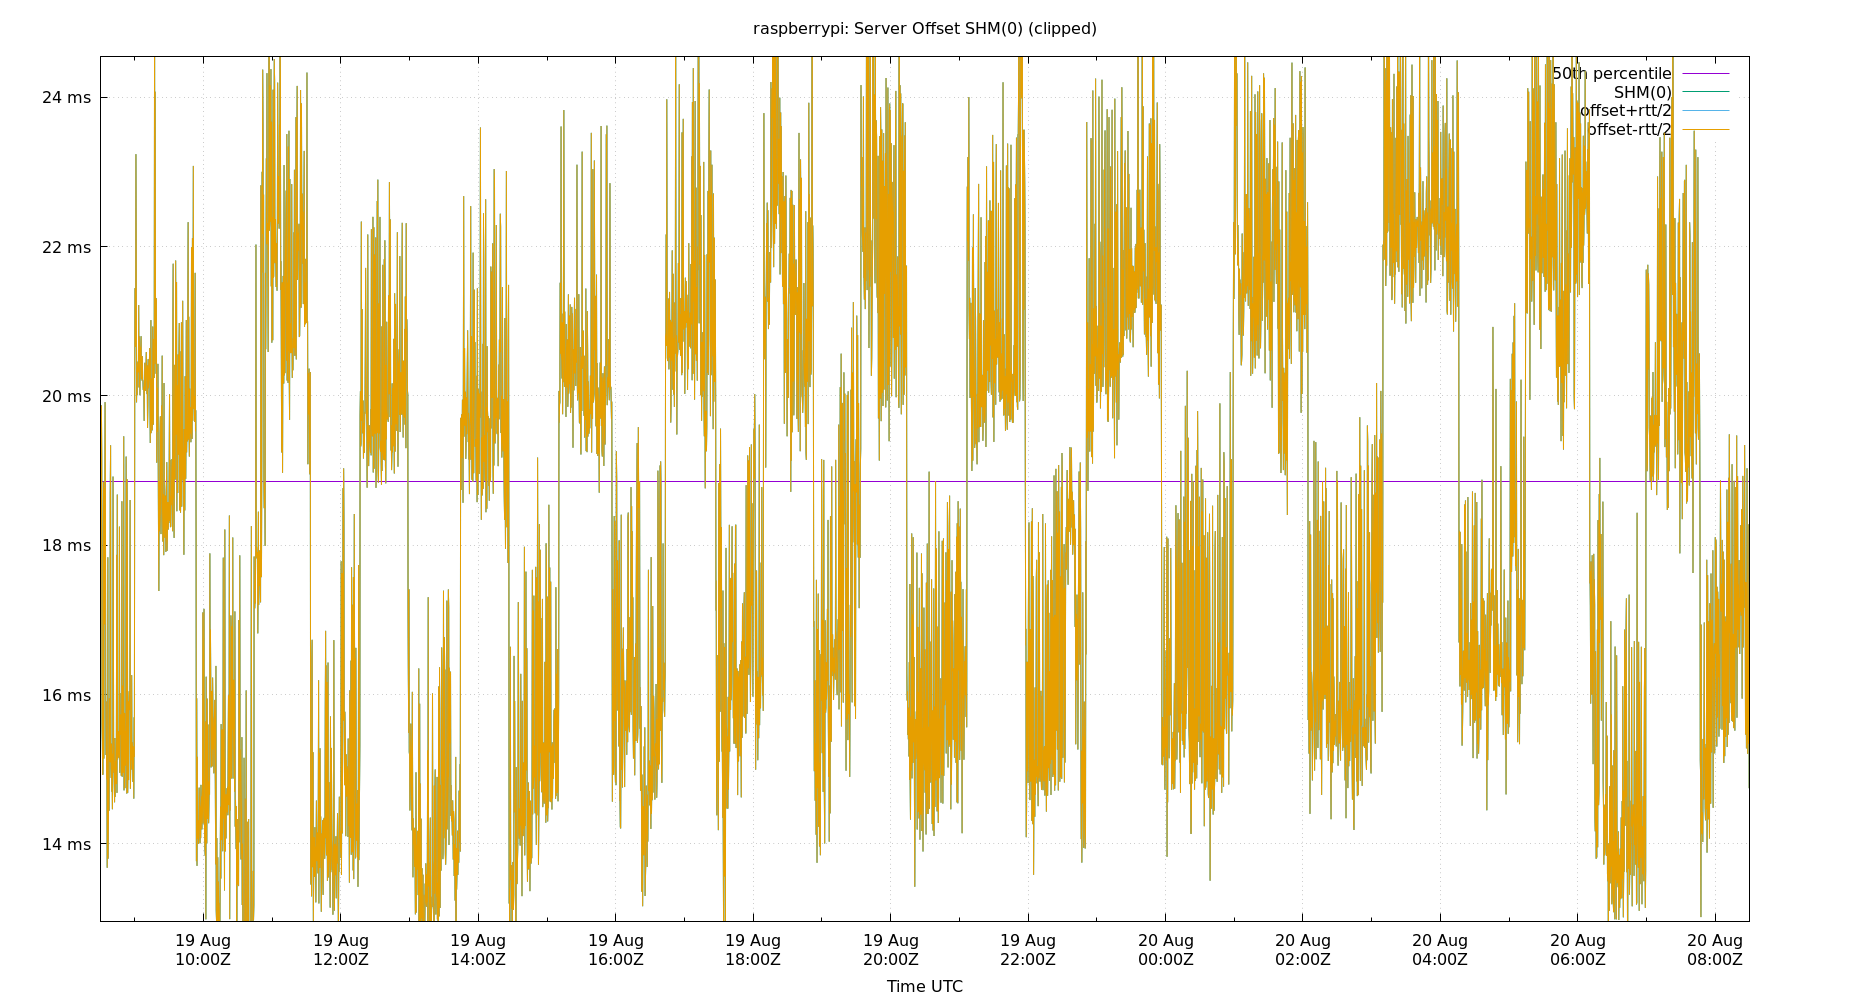 raspberrypi: Server Offset SHM(0) (clipped)
50th percentile
SHM(0)
offset+rtt/2
offset-rtt/2
24 ms
22 ms
20 ms
18 ms
16 ms
14 ms
19 Aug 19 Aug 19 Aug 19 Aug 19 Aug 19 Aug 19 Aug 20 Aug 20 Aug 20 Aug 20 Aug 20 Aug
10:00Z 12:00Z 14:00Z 16:00Z 18:00Z 20:00Z 22:00Z 00:00Z 02:00Z 04:00Z 06:00Z 08:00Z
Time UTC